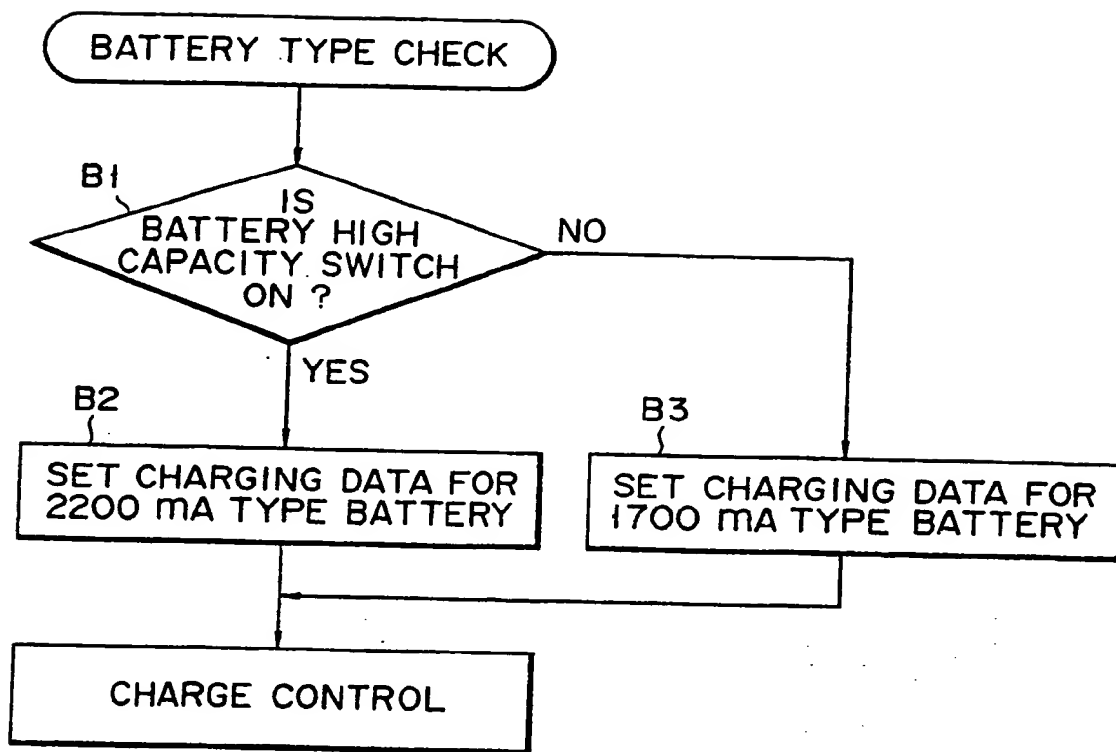 BATTERY TYPE CHECK
B1
IS
BATTERY HIGH
CAPACITY SWITCH
ON ?
NO
YES
B2
SET CHARGING DATA FOR
2200 mA TYPE BATTERY
B3
SET CHARGING DATA FOR
1700 mA TYPE BATTERY
CHARGE CONTROL